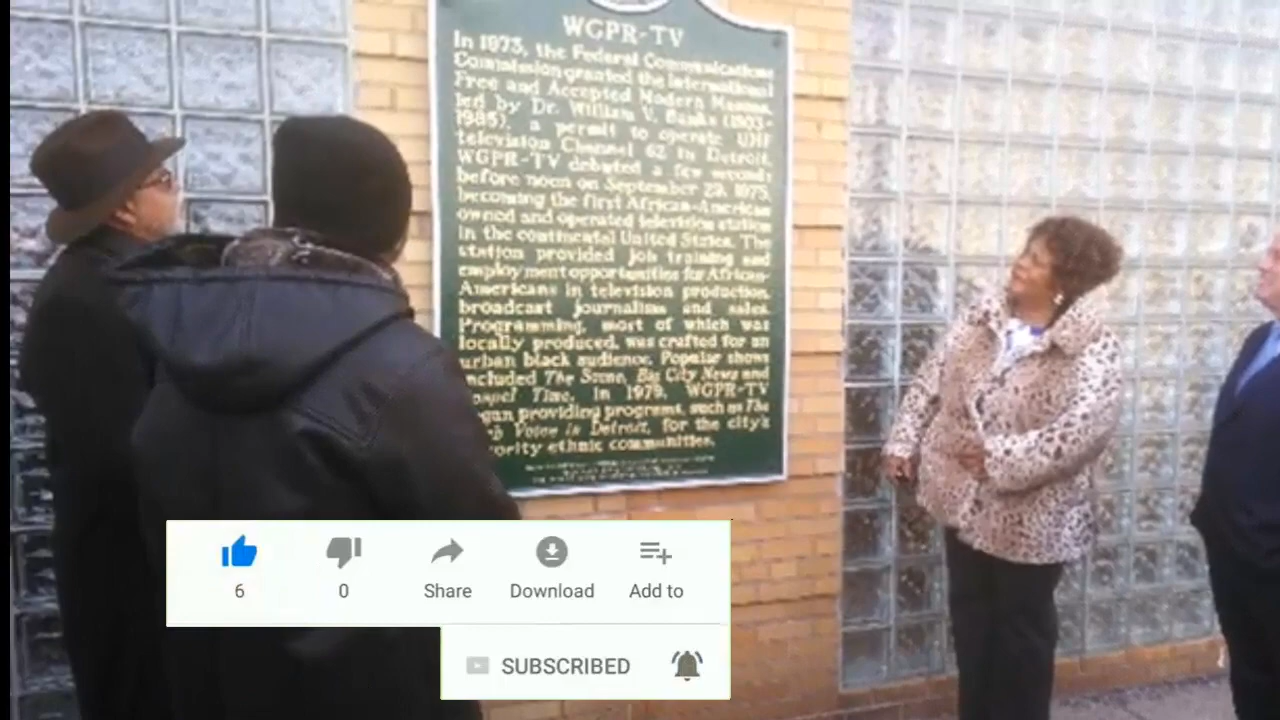 WGPR-TV
In 1973, the Federal Communications
Commission granted the International
Free and Accepted Modern Masons,
led by Dr. William V. Banks (1903-
1985), a permit to operate UHF
television Channel 62 in Detroit.
WGPR-TV debuted a few seconds
before noon on September 29, 1975,
becoming the first African-American
owned and operated television station
in the continental United States. The
station provided job training and
employment opportunities for African-
Americans in television production,
broadcast journalism and sales.
Programming, most of which was
locally produced, was crafted for an
urban black audience. Popular shows
ncluded The Scene, Big City News and
ospel Time. In 1979, WGPR-TV
gan providing programs, such as The
b Voice in Detroit, for the city's
ority ethnic communities.
6
0
Share
Download
Add to
SUBSCRIBED